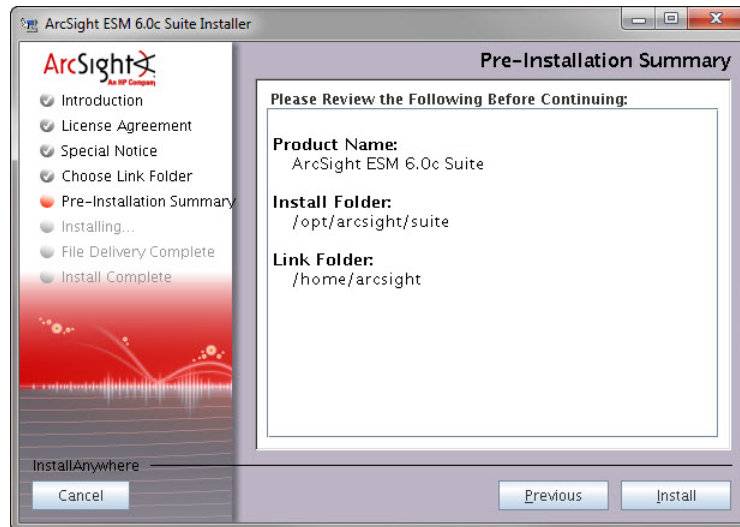 ArcSight ESM 6.0c Suite Installer
ArcSight
An HP Company
Introduction
License Agreement
Special Notice
Choose Link Folder
Pre-Installation Summary
Installing...
File Delivery Complete
Install Complete
Pre-Installation Summary
Please Review the Following Before Continuing:
Product Name:
ArcSight ESM 6.0c Suite
Install Folder:
/opt/arcsight/suite
Link Folder:
/home/arcsight
InstallAnywhere
Cancel
Previous
Install